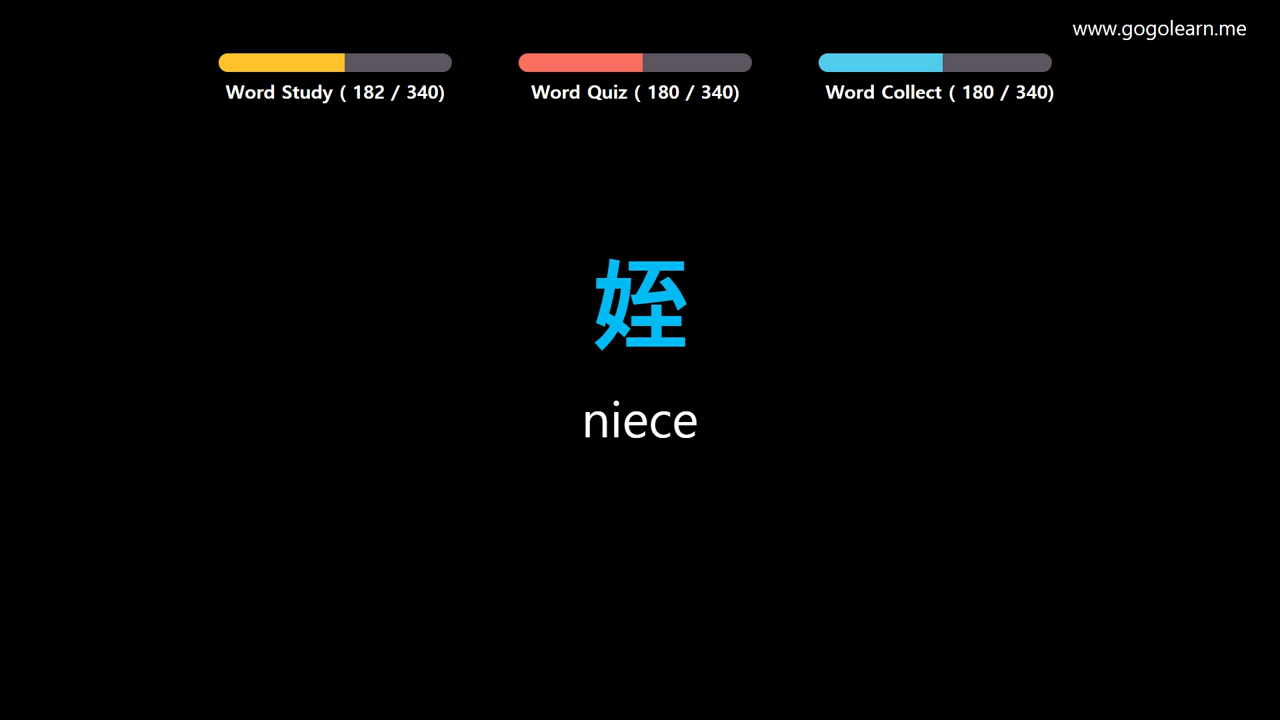 www.gogolearn.me
Word Study ( 182 / 340)
Word Quiz ( 180 / 340)
Word Collect ( 180 / 340)
姪
niece